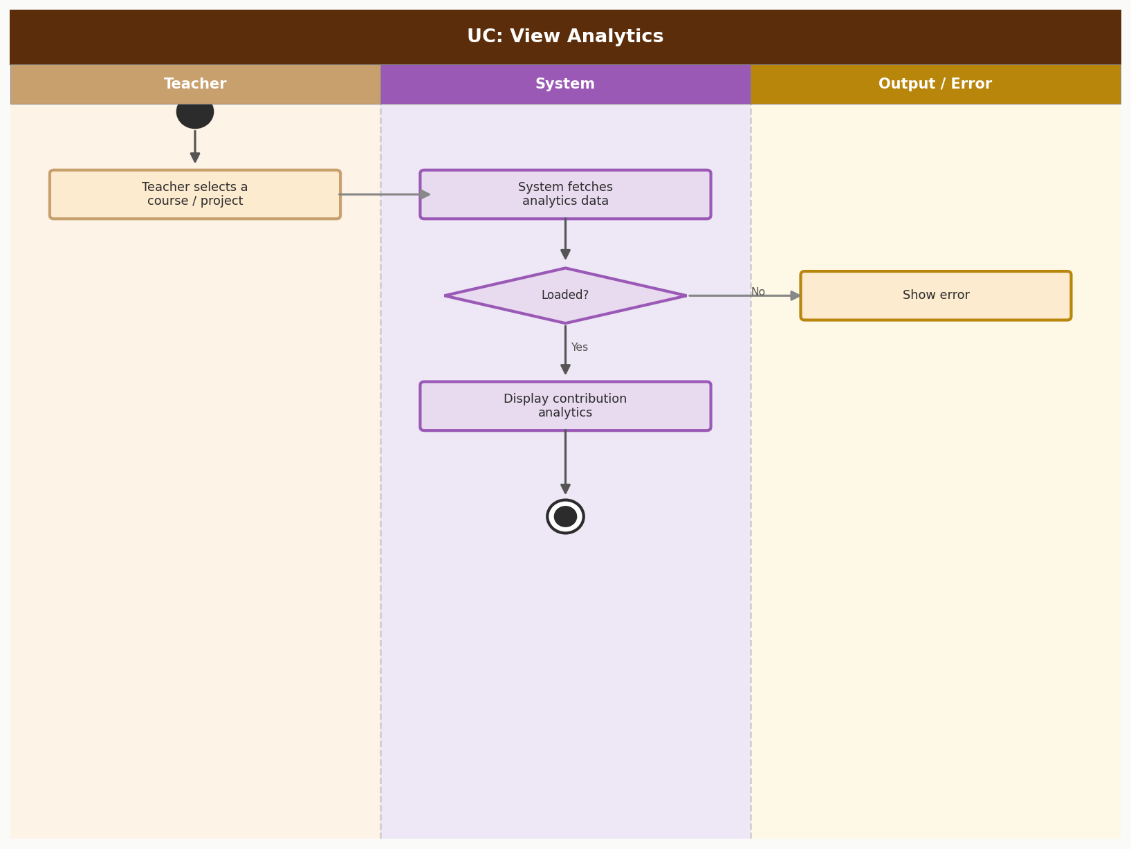 UC: View Analytics
Teacher
System
Output / Error
Teacher selects a
course / project
System fetches
analytics data
Loaded?
No
Show error
Yes
Display contribution
analytics